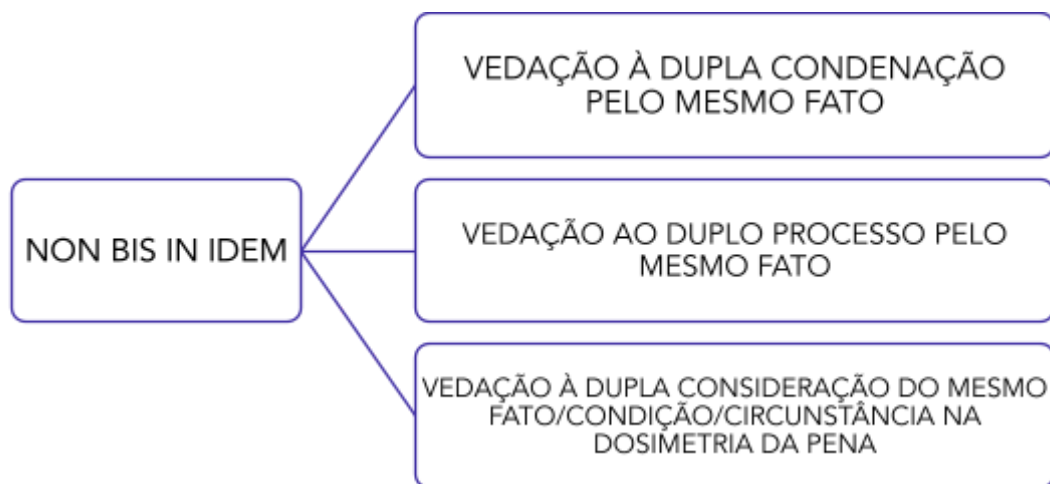 VEDAÇÃO À DUPLA CONDENAÇÃO
PELO MESMO FATO
NON BIS IN IDEM
VEDAÇÃO AO DUPLO PROCESSO PELO
MESMO FATO
VEDAÇÃO À DUPLA CONSIDERAÇÃO DO MESMO
FATO/CONDIÇÃO/CIRCUNSTÂNCIA NA
DOSIMETRIA DA PENA